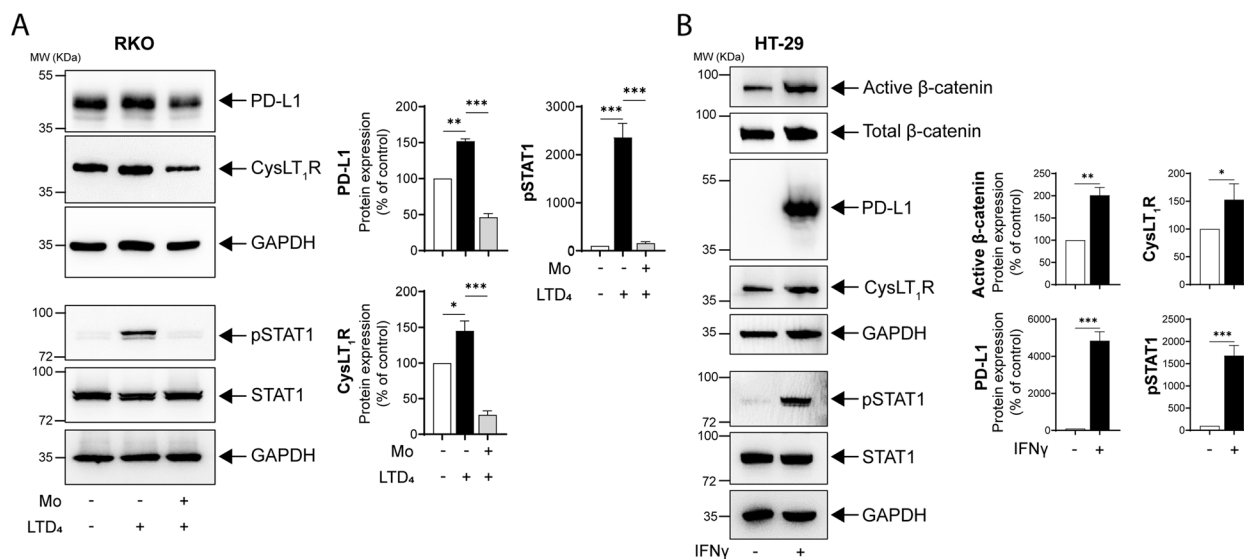 A
RKO
MW (KDa)
55
PD-L1
35
CysLT₁R
35
GAPDH
35
100
pSTAT1
72
100
STAT1
72
GAPDH
35
Mo - - +
LTD₄ - + +
PD-L1
Protein expression
(% of control)
200
150
100
50
0
** ***
pSTAT1
3000
2000
1000
0
*** ***
Mo - - +
LTD₄ - + +
CysLT₁R
Protein expression
(% of control)
200
150
100
50
0
* ***
Mo - - +
LTD₄ - + +
B
HT-29
MW (KDa)
100
Active β-catenin
72
100
Total β-catenin
72
55
PD-L1
35
CysLT₁R
35
GAPDH
35
100
pSTAT1
72
100
STAT1
72
GAPDH
35
IFNγ - +
Active β-catenin
Protein expression
(% of control)
250
200
150
100
50
0
**
CysLT₁R
200
150
100
50
0
*
PD-L1
Protein expression
(% of control)
6000
4000
2000
0
***
IFNγ - +
pSTAT1
2500
2000
1500
1000
500
0
***
- +